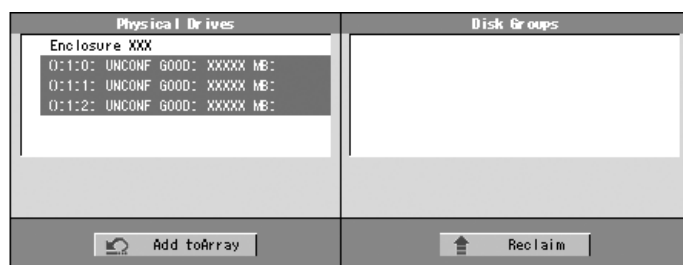 Physical Drives
Enclosure XXX
0:1:0: UNCONF GOOD: XXXXX MB:
0:1:1: UNCONF GOOD: XXXXX MB:
0:1:2: UNCONF GOOD: XXXXX MB:
Add toArray
Disk Groups
Reclaim